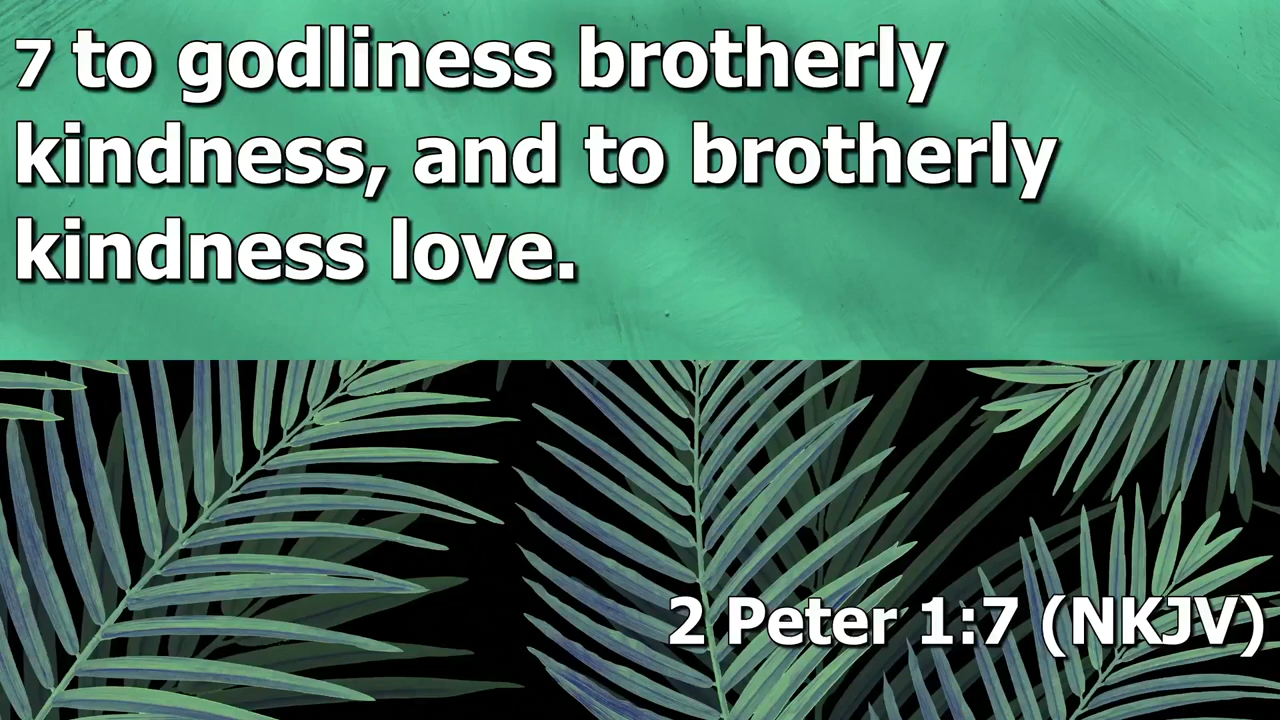 7 to godliness brotherly
kindness, and to brotherly
kindness love.
2 Peter 1:7 (NKJV)